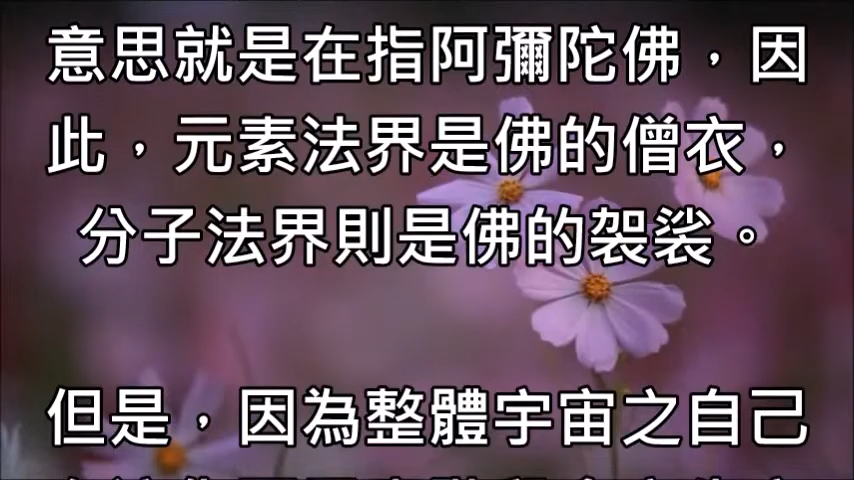 意思就是在指阿彌陀佛，因
此，元素法界是佛的僧衣，
分子法界則是佛的袈裟。
但是，因為整體宇宙之自己